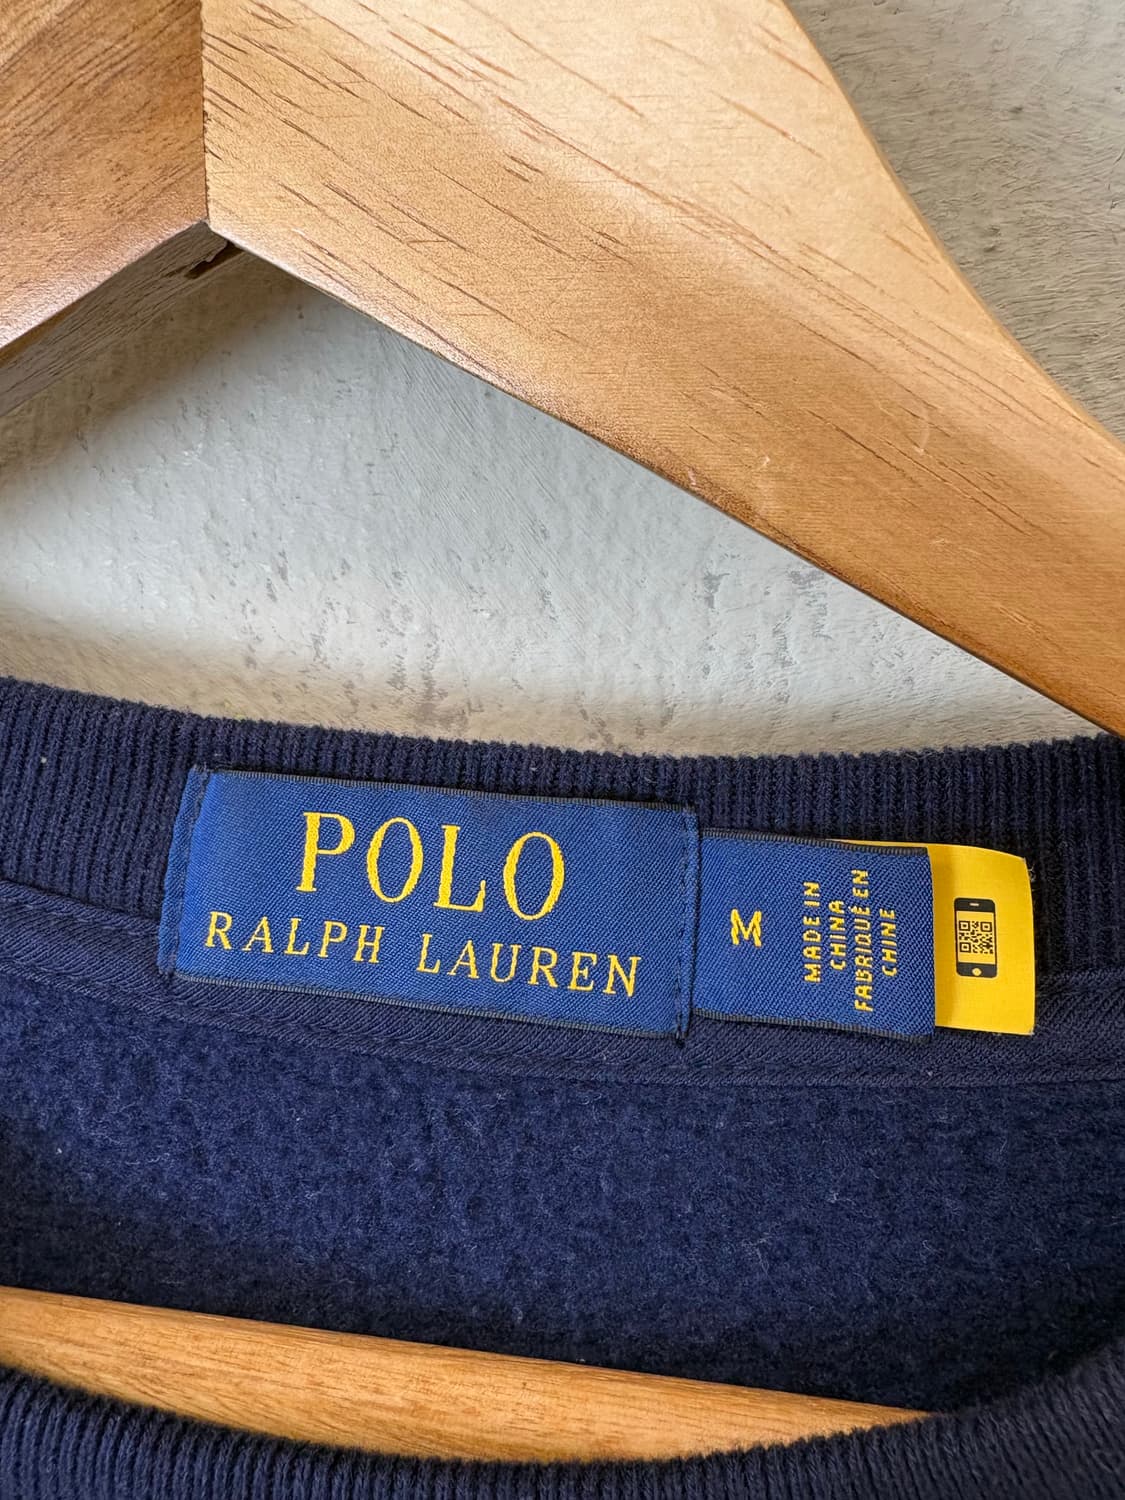 POLO
RALPH LAUREN
M
MADE IN
CHINA
FABRIQUÉ EN
CHINE